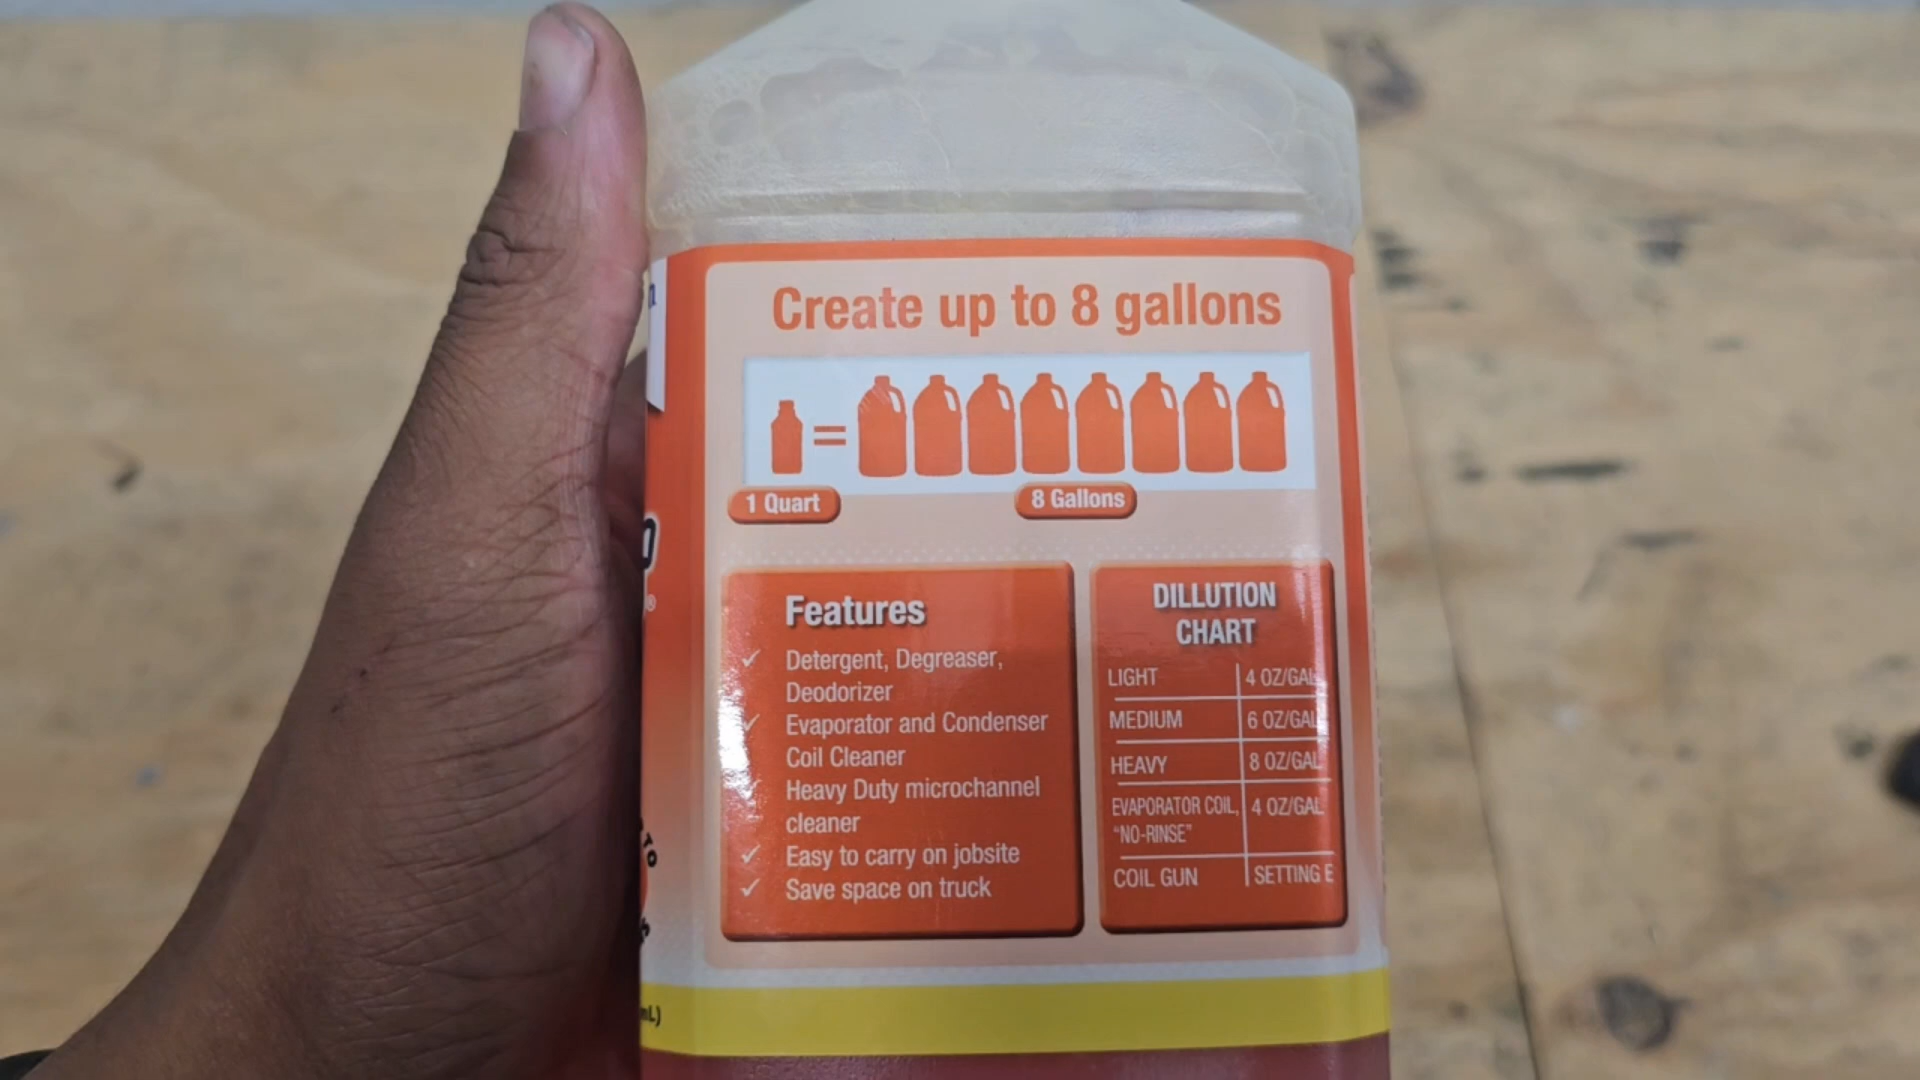 Create up to 8 gallons
=
1 Quart
8 Gallons
Features
✓ Detergent, Degreaser,
Deodorizer
✓ Evaporator and Condenser
Coil Cleaner
✓ Heavy Duty microchannel
cleaner
✓ Easy to carry on jobsite
✓ Save space on truck
DILLUTION
CHART
LIGHT 4 OZ/GAL
MEDIUM 6 OZ/GAL
HEAVY 8 OZ/GAL
EVAPORATOR COIL, 4 OZ/GAL
"NO-RINSE"
COIL GUN SETTING E
TO
mL)